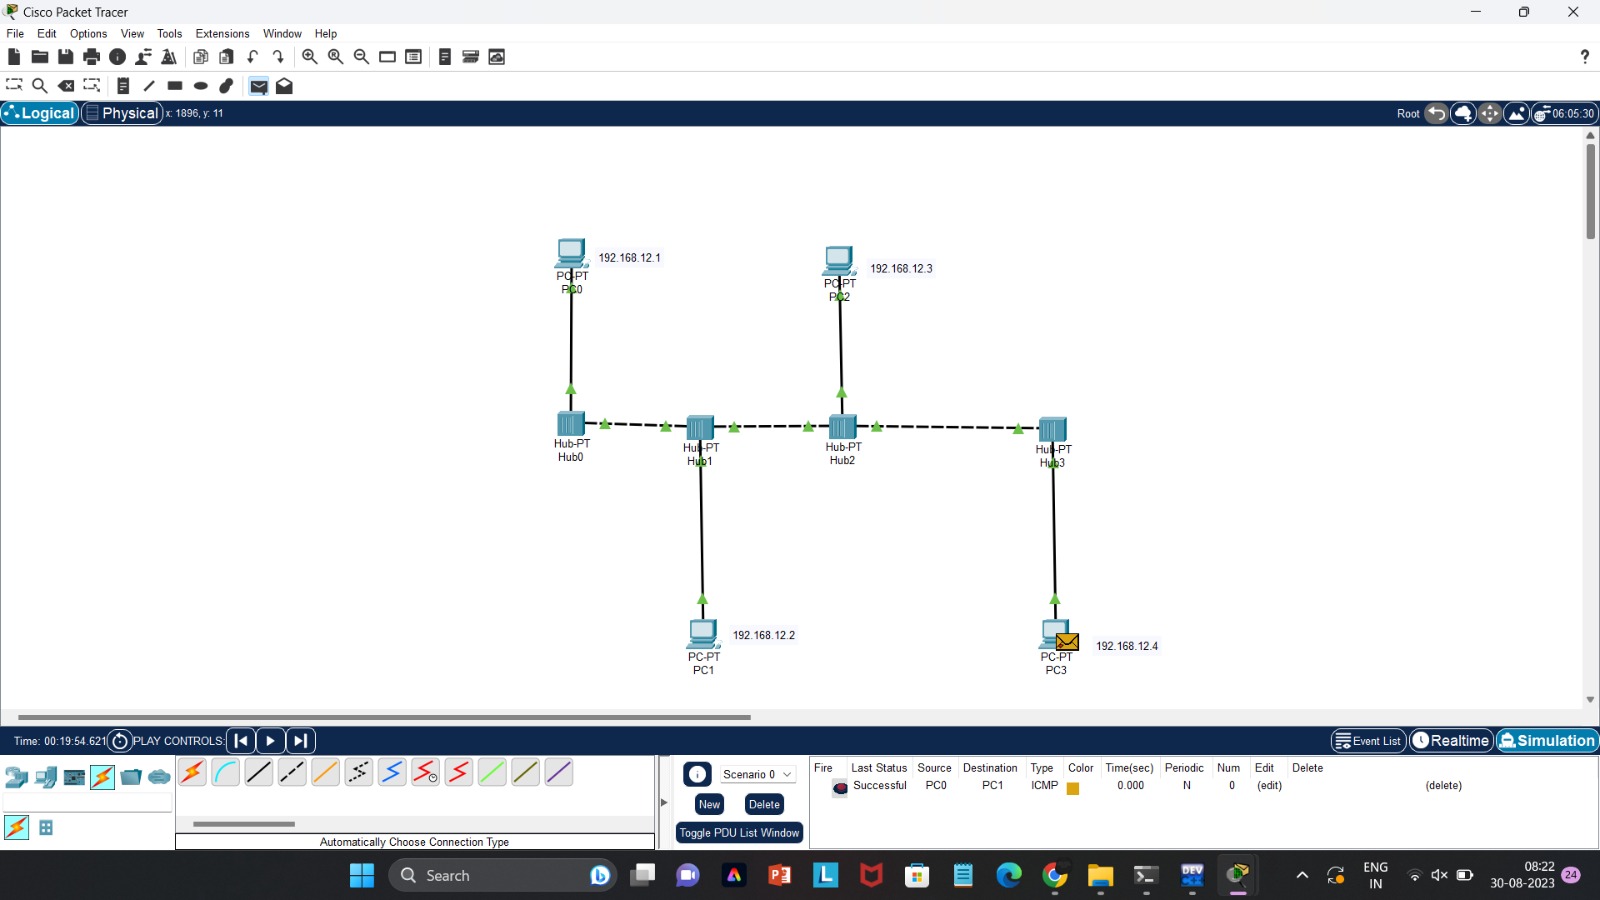 Cisco Packet Tracer
File Edit Options View Tools Extensions Window Help
?
Logical Physical x: 1896, y: 11 Root 06:05:30
192.168.12.1
PC-PT
PC0
192.168.12.3
PC-PT
PC2
Hub-PT
Hub0
Hub-PT
Hub1
Hub-PT
Hub2
Hub-PT
Hub3
192.168.12.2
PC-PT
PC1
192.168.12.4
PC-PT
PC3
Time: 00:19:54.621 PLAY CONTROLS: Event List Realtime Simulation
Automatically Choose Connection Type
Scenario 0
New Delete
Toggle PDU List Window
Fire Last Status Source Destination Type Color Time(sec) Periodic Num Edit Delete
Successful PC0 PC1 ICMP 0.000 N 0 (edit) (delete)
Search
L
DEV
ENG
IN
08:22
30-08-2023
24